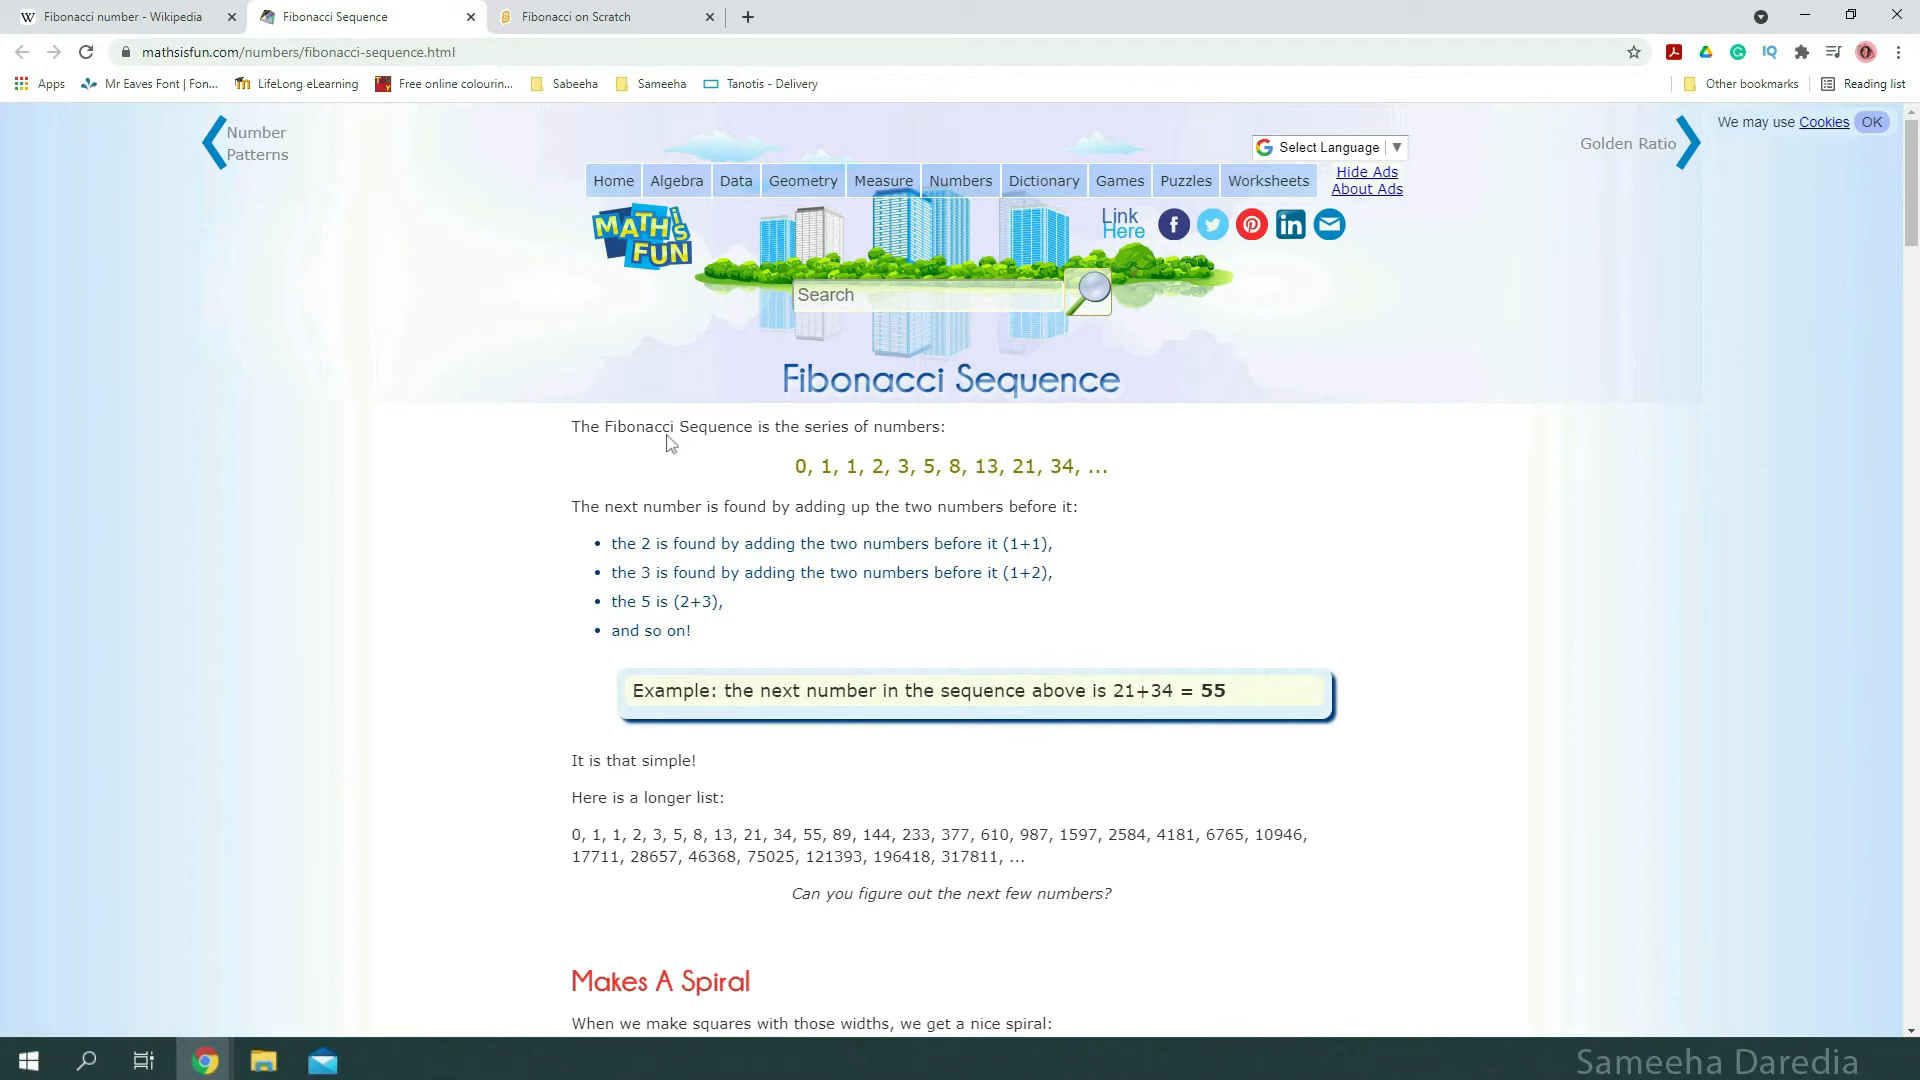 Fibonacci number - Wikipedia
Fibonacci Sequence
Fibonacci on Scratch
mathsisfun.com/numbers/fibonacci-sequence.html
Apps
Mr Eaves Font | Fon...
LifeLong eLearning
Free online colourin...
Sabeeha
Sameeha
Tanotis - Delivery
Other bookmarks
Reading list
Number
Patterns
Select Language
Golden Ratio
We may use Cookies OK
Home Algebra Data Geometry Measure Numbers Dictionary Games Puzzles Worksheets
Hide Ads
About Ads
MATHS
iS
FUN
Link
Here
Search
Fibonacci Sequence
The Fibonacci Sequence is the series of numbers:
0, 1, 1, 2, 3, 5, 8, 13, 21, 34, ...
The next number is found by adding up the two numbers before it:
• the 2 is found by adding the two numbers before it (1+1),
• the 3 is found by adding the two numbers before it (1+2),
• the 5 is (2+3),
• and so on!
Example: the next number in the sequence above is 21+34 = 55
It is that simple!
Here is a longer list:
0, 1, 1, 2, 3, 5, 8, 13, 21, 34, 55, 89, 144, 233, 377, 610, 987, 1597, 2584, 4181, 6765, 10946,
17711, 28657, 46368, 75025, 121393, 196418, 317811, ...
Can you figure out the next few numbers?
Makes A Spiral
When we make squares with those widths, we get a nice spiral:
Sameeha Daredia